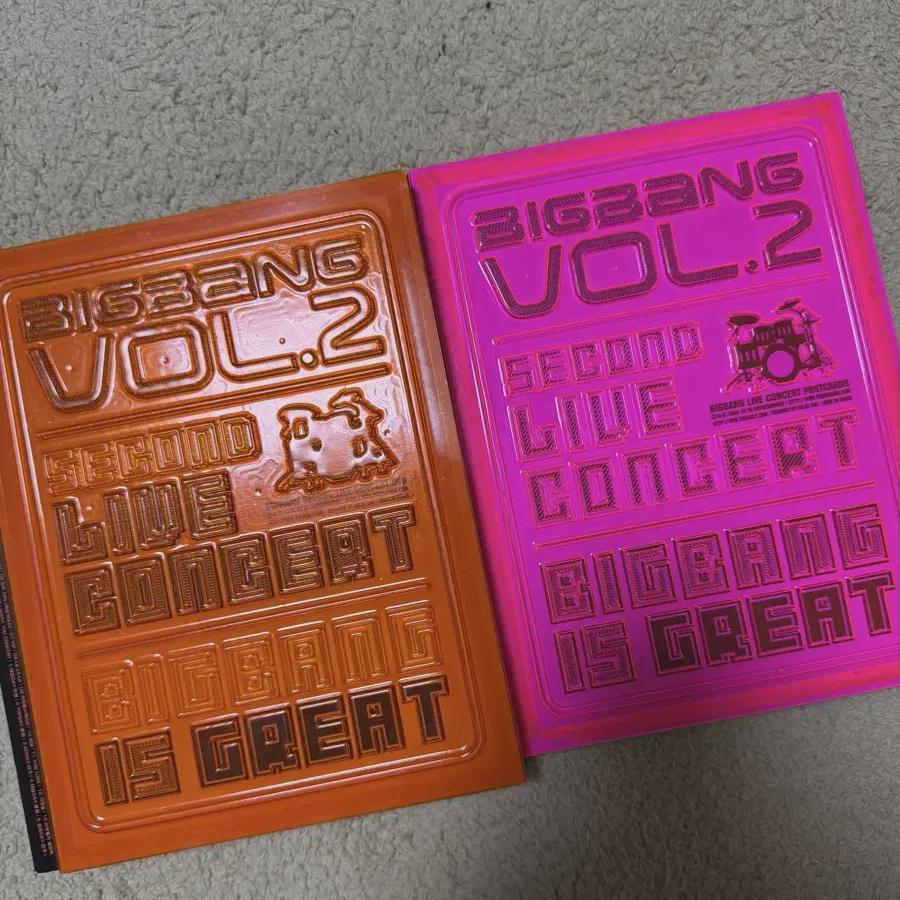 BIGBANG
VOL.2
SECOND
LIVE
CONCERT
BIGBANG
IS GREAT
BIGBANG
VOL.2
SECOND
LIVE
CONCERT
BIGBANG LIVE CONCERT POSTCARDS
BIGBANG
IS GREAT